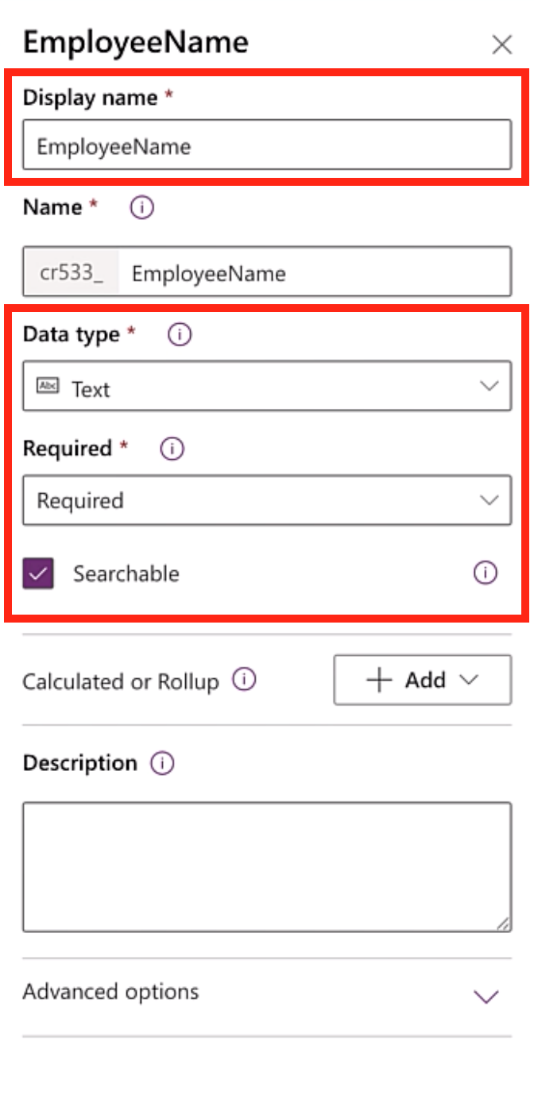 EmployeeName
Display name *
EmployeeName
Name *
cr533_ EmployeeName
Data type *
Abc Text
Required *
Required
Searchable
Calculated or Rollup + Add
Description
Advanced options